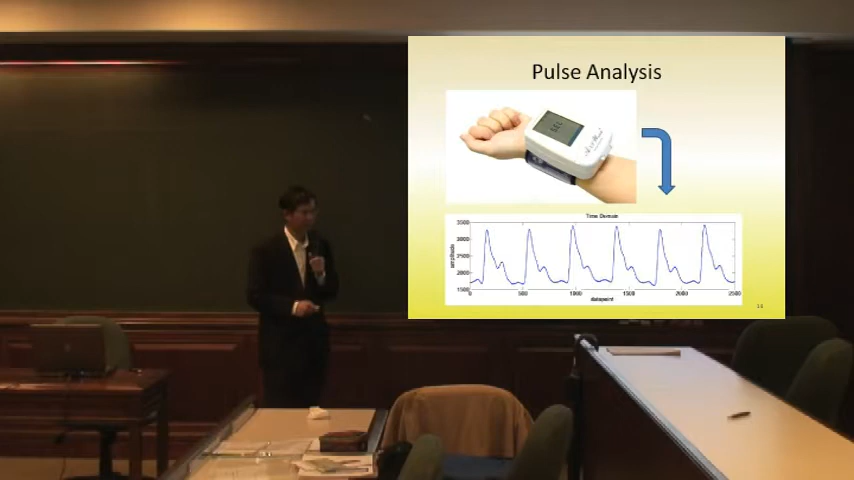 Pulse Analysis
Time Domain
3500
3000
2500
2000
1500
amplitude
0 500 1000 1500 2000 2500
datapoint